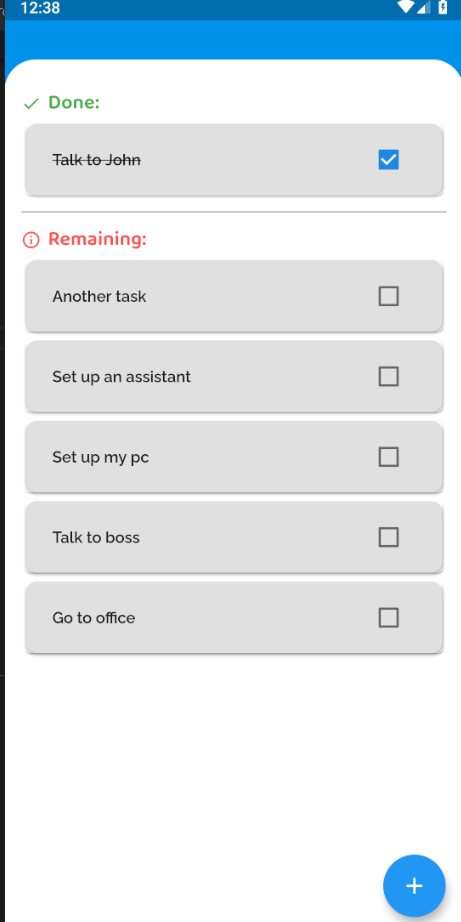 12:38
Done:
Talk to John
Remaining:
Another task
Set up an assistant
Set up my pc
Talk to boss
Go to office
+